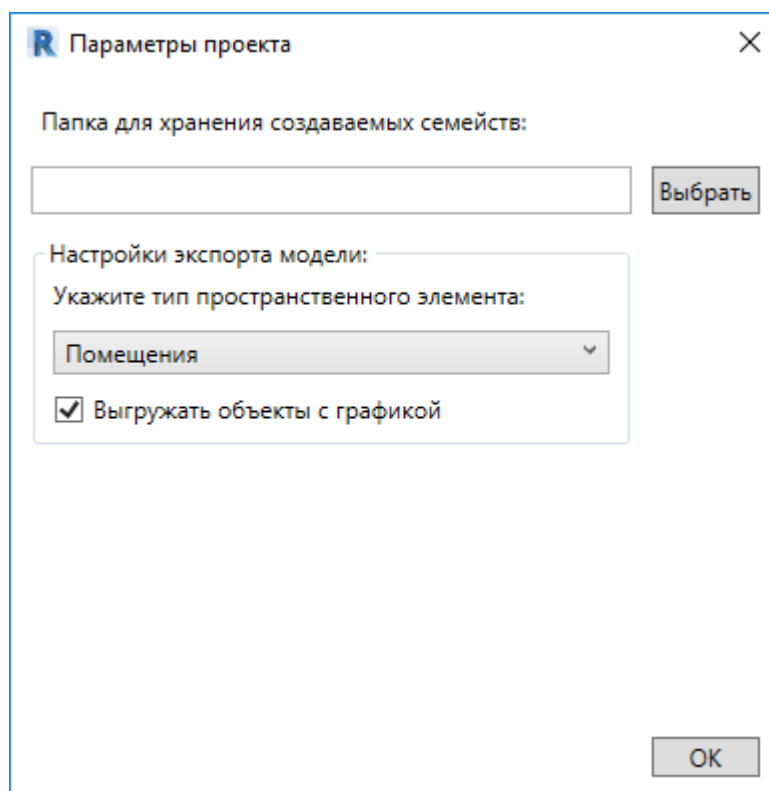 Параметры проекта
Папка для хранения создаваемых семейств:
Выбрать
Настройки экспорта модели:
Укажите тип пространственного элемента:
Помещения
Выгружать объекты с графикой
ОК